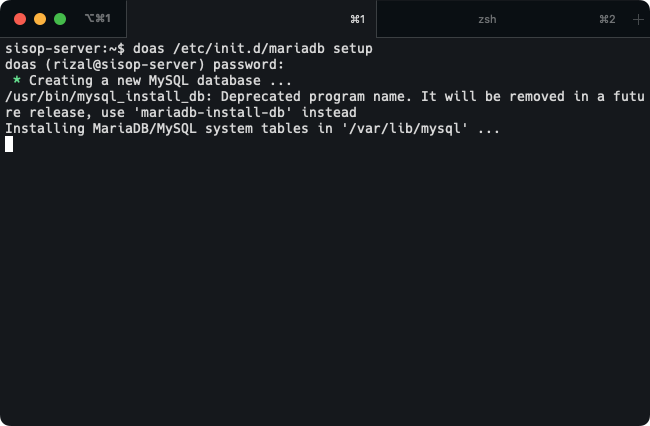 ⌥⌘1 ⌘1 zsh ⌘2 +
sisop-server:~$ doas /etc/init.d/mariadb setup
doas (rizal@sisop-server) password:
 * Creating a new MySQL database ...
/usr/bin/mysql_install_db: Deprecated program name. It will be removed in a futu
re release, use 'mariadb-install-db' instead
Installing MariaDB/MySQL system tables in '/var/lib/mysql' ...